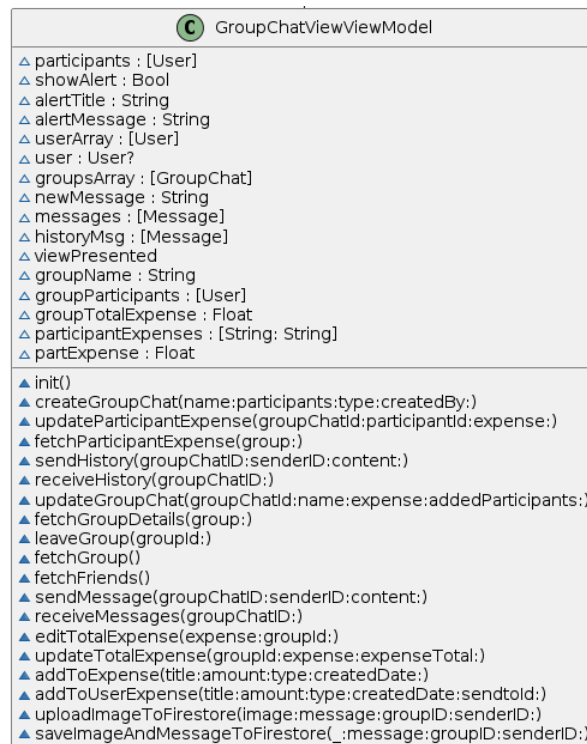 C GroupChatViewViewModel
participants : [User]
showAlert : Bool
alertTitle : String
alertMessage : String
userArray : [User]
user : User?
groupsArray : [GroupChat]
newMessage : String
messages : [Message]
historyMsg : [Message]
viewPresented
groupName : String
groupParticipants : [User]
groupTotalExpense : Float
participantExpenses : [String: String]
partExpense : Float
init()
createGroupChat(name:participants:type:createdBy:)
updateParticipantExpense(groupChatId:participantId:expense:)
fetchParticipantExpense(group:)
sendHistory(groupChatID:senderID:content:)
receiveHistory(groupChatID:)
updateGroupChat(groupChatId:name:expense:addedParticipants:)
fetchGroupDetails(group:)
leaveGroup(groupId:)
fetchGroup()
fetchFriends()
sendMessage(groupChatID:senderID:content:)
receiveMessages(groupChatID:)
editTotalExpense(expense:groupId:)
updateTotalExpense(groupId:expense:expenseTotal:)
addToExpense(title:amount:type:createdDate:)
addToUserExpense(title:amount:type:createdDate:sendtoId:)
uploadImageToFirestore(image:message:groupID:senderID:)
saveImageAndMessageToFirestore(_:message:groupID:senderID:)